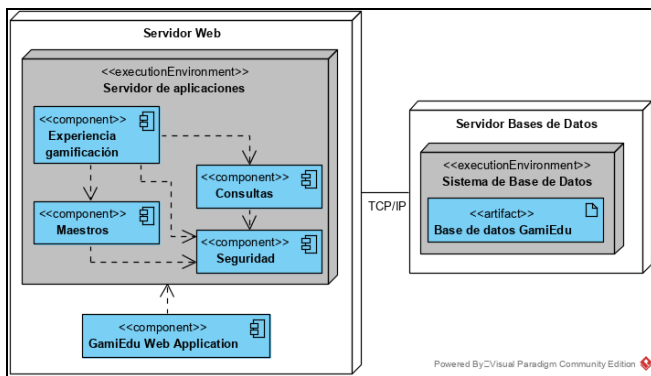 Servidor Web
<<executionEnvironment>>
Servidor de aplicaciones
<<component>>
Experiencia
gamificación
<<component>>
Consultas
<<component>>
Maestros
<<component>>
Seguridad
<<component>>
GamiEdu Web Application
TCP/IP
Servidor Bases de Datos
<<executionEnvironment>>
Sistema de Base de Datos
<<artifact>>
Base de datos GamiEdu
Powered By Visual Paradigm Community Edition